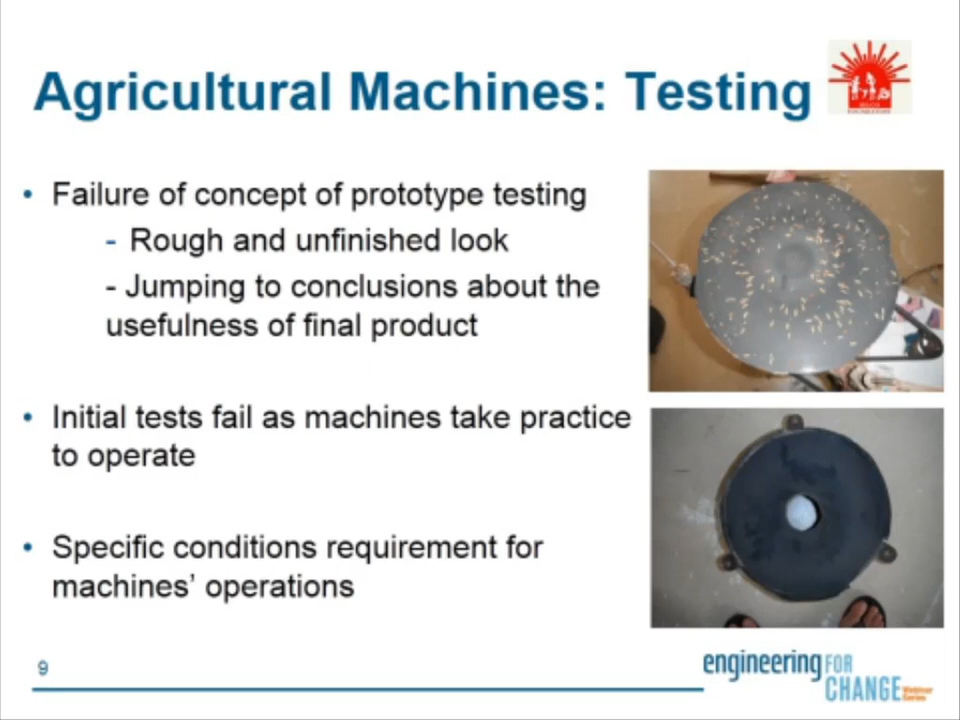 Agricultural Machines: Testing
• Failure of concept of prototype testing
- Rough and unfinished look
- Jumping to conclusions about the
usefulness of final product
• Initial tests fail as machines take practice
to operate
• Specific conditions requirement for
machines' operations
9
engineering FOR
CHANGE Webinar
Series